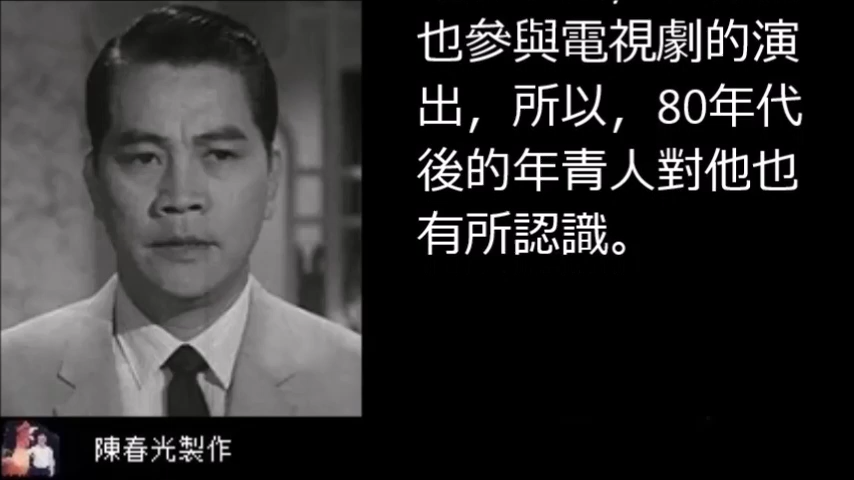 也參與電視劇的演
出，所以，80年代
後的年青人對他也
有所認識。
陳春光製作